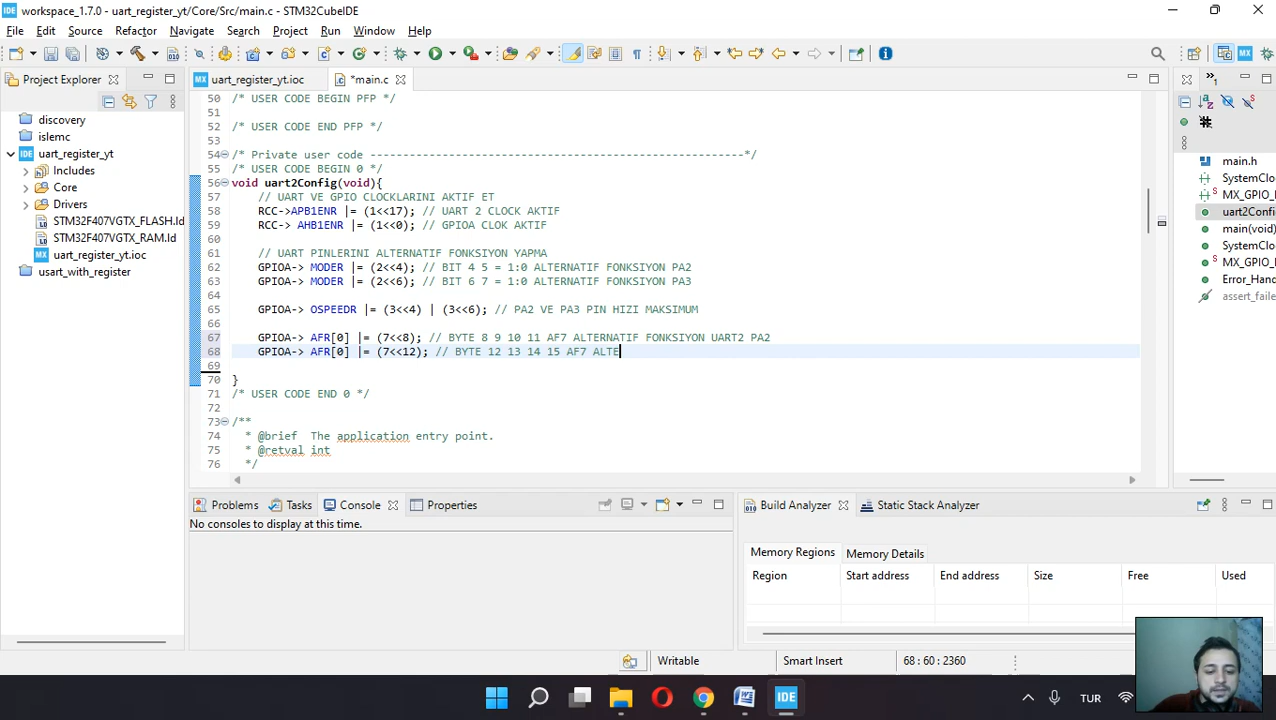 workspace_1.7.0 - uart_register_yt/Core/Src/main.c - STM32CubeIDE
File Edit Source Refactor Navigate Search Project Run Window Help
Project Explorer
uart_register_yt.ioc
*main.c
discovery
islemc
uart_register_yt
Includes
Core
Drivers
STM32F407VGTX_FLASH.ld
STM32F407VGTX_RAM.ld
uart_register_yt.ioc
usart_with_register
50 /* USER CODE BEGIN PFP */
51
52 /* USER CODE END PFP */
53
54 /* Private user code ---------------------------------------------------------*/
55 /* USER CODE BEGIN 0 */
56 void uart2Config(void){
57 // UART VE GPIO CLOCKLARINI AKTIF ET
58 RCC->APB1ENR |= (1<<17); // UART 2 CLOCK AKTIF
59 RCC-> AHB1ENR |= (1<<0); // GPIOA CLOK AKTIF
60
61 // UART PINLERINI ALTERNATIF FONKSIYON YAPMA
62 GPIOA-> MODER |= (2<<4); // BIT 4 5 = 1:0 ALTERNATIF FONKSIYON PA2
63 GPIOA-> MODER |= (2<<6); // BIT 6 7 = 1:0 ALTERNATIF FONKSIYON PA3
64
65 GPIOA-> OSPEEDR |= (3<<4) | (3<<6); // PA2 VE PA3 PIN HIZI MAKSIMUM
66
67 GPIOA-> AFR[0] |= (7<<8); // BYTE 8 9 10 11 AF7 ALTERNATIF FONKSIYON UART2 PA2
68 GPIOA-> AFR[0] |= (7<<12); // BYTE 12 13 14 15 AF7 ALTE
69
70 }
71 /* USER CODE END 0 */
72
73 /**
74 * @brief The application entry point.
75 * @retval int
76 */
main.h
SystemClo
MX_GPIO_I
uart2Confi
main(void)
SystemClo
MX_GPIO_I
Error_Hand
assert_faile
Problems Tasks Console Properties
No consoles to display at this time.
Build Analyzer Static Stack Analyzer
Memory Regions Memory Details
Region Start address End address Size Free Used
Writable Smart Insert 68 : 60 : 2360
IDE TUR